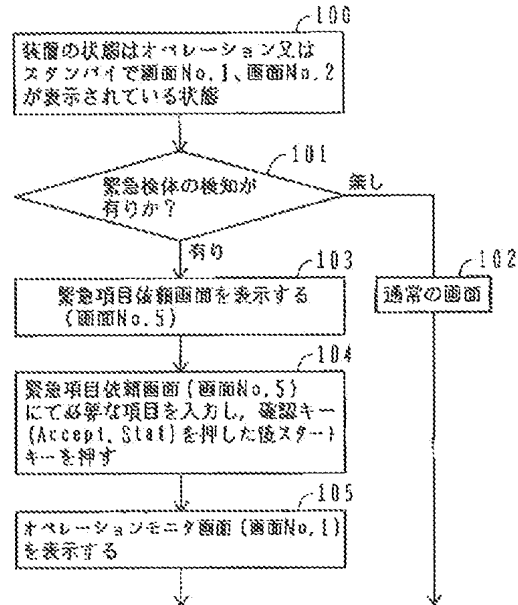 100
装置の状態はオペレーション又は
スタンバイで画面No.1、画面No.2
が表示されている状態
101
緊急検体の検知が
有りか?
無し
有り
103
緊急項目依頼画面を表示する
(画面No.5)
102
通常の画面
104
緊急項目依頼画面(画面No.5)
にて必要な項目を入力し,確認キー
(Accept,Stat)を押した後スタート
キーを押す
105
オペレーションモニタ画面(画面No.1)
を表示する